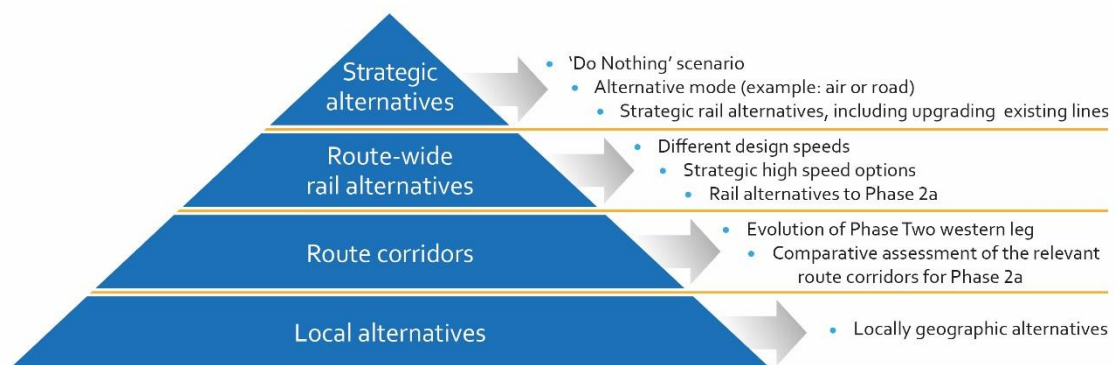 Strategic
alternatives
• 'Do Nothing' scenario
• Alternative mode (example: air or road)
• Strategic rail alternatives, including upgrading existing lines
Route-wide
rail alternatives
• Different design speeds
• Strategic high speed options
• Rail alternatives to Phase 2a
Route corridors
• Evolution of Phase Two western leg
• Comparative assessment of the relevant
route corridors for Phase 2a
Local alternatives
• Locally geographic alternatives